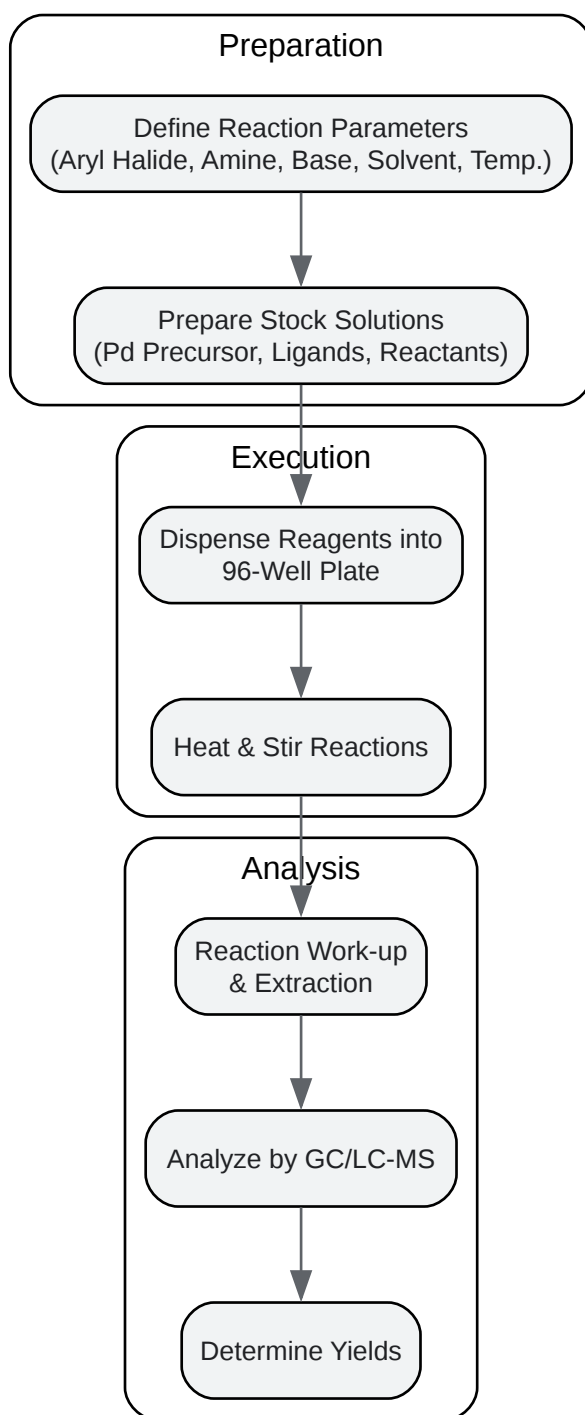 Preparation
Define Reaction Parameters
(Aryl Halide, Amine, Base, Solvent, Temp.)
Prepare Stock Solutions
(Pd Precursor, Ligands, Reactants)
Execution
Dispense Reagents into
96-Well Plate
Heat & Stir Reactions
Analysis
Reaction Work-up
& Extraction
Analyze by GC/LC-MS
Determine Yields